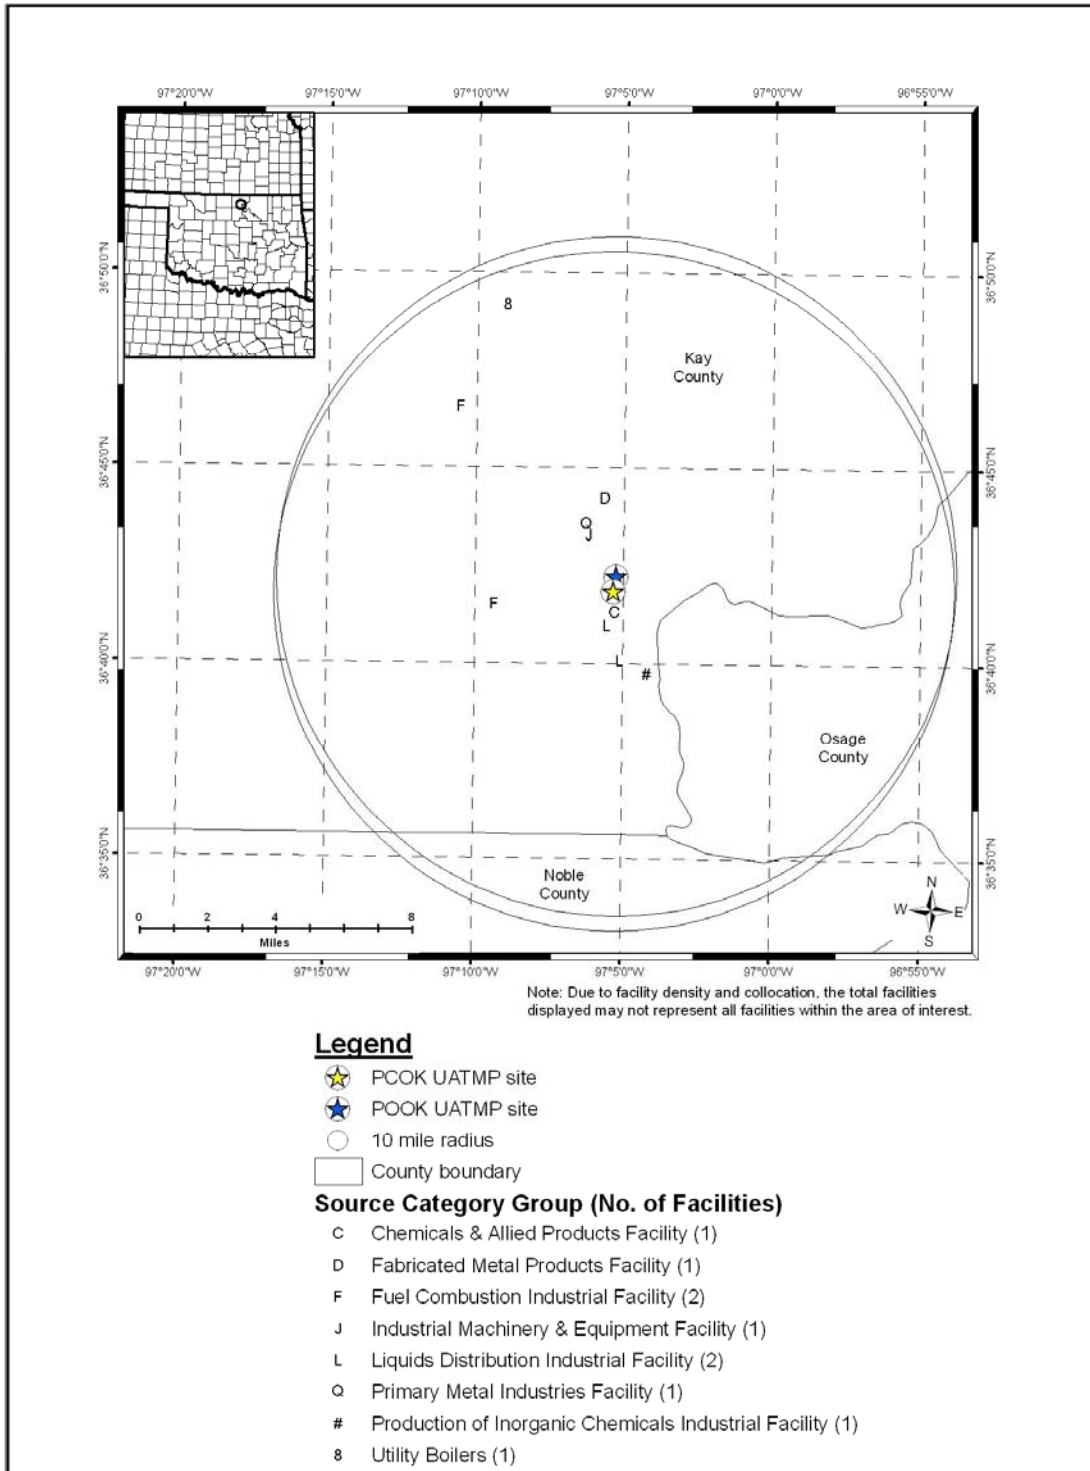 97°20'0"W 97°15'0"W 97°10'0"W 97°5'0"W 97°0'0"W 96°55'0"W
36°50'0"N 36°50'0"N
8
Kay
County
F
36°45'0"N 36°45'0"N
D
Q
J
F
C
L
L
36°40'0"N 36°40'0"N
#
Osage
County
36°35'0"N 36°35'0"N
Noble
County
N
W E
S
0 2 4 6 8
Miles
97°20'0"W 97°15'0"W 97°10'0"W 97°5'0"W 97°0'0"W 96°55'0"W
Note: Due to facility density and collocation, the total facilities
displayed may not represent all facilities within the area of interest.
Legend
PCOK UATMP site
POOK UATMP site
10 mile radius
County boundary
Source Category Group (No. of Facilities)
C Chemicals & Allied Products Facility (1)
D Fabricated Metal Products Facility (1)
F Fuel Combustion Industrial Facility (2)
J Industrial Machinery & Equipment Facility (1)
L Liquids Distribution Industrial Facility (2)
Q Primary Metal Industries Facility (1)
# Production of Inorganic Chemicals Industrial Facility (1)
8 Utility Boilers (1)